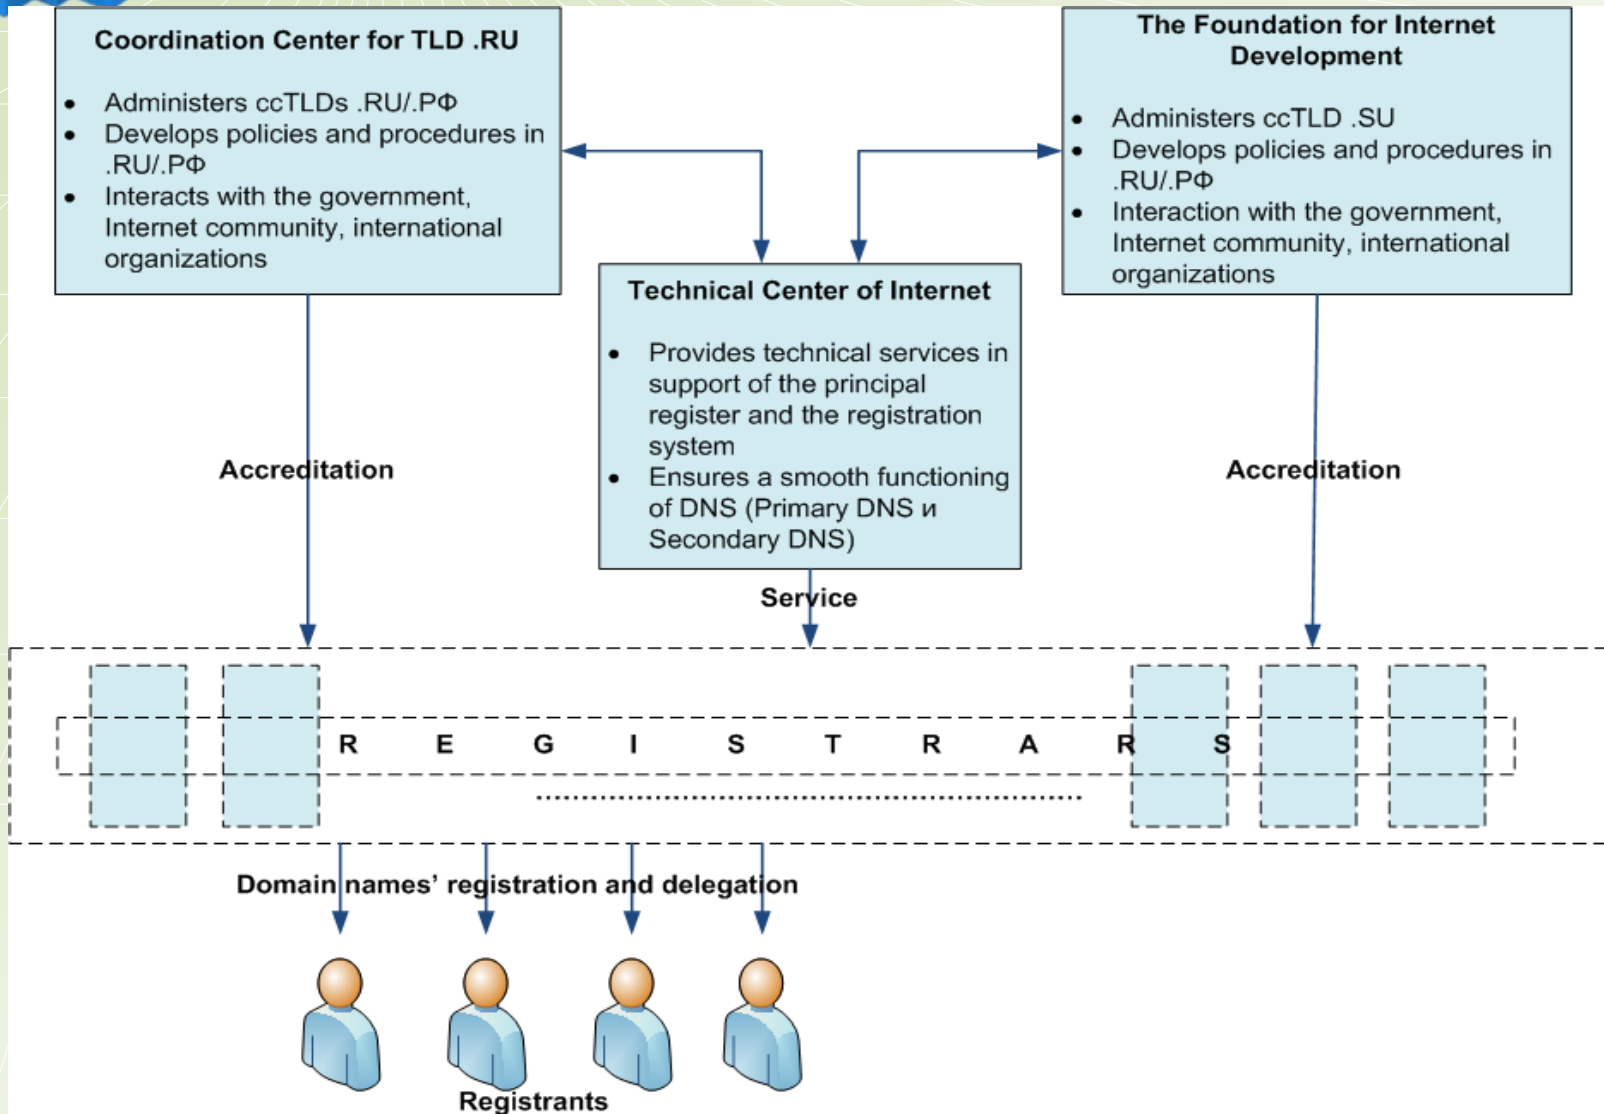 Coordination Center for TLD .RU
• Administers ccTLDs .RU/.РФ
• Develops policies and procedures in
.RU/.РФ
• Interacts with the government,
Internet community, international
organizations
The Foundation for Internet
Development
• Administers ccTLD .SU
• Develops policies and procedures in
.RU/.РФ
• Interaction with the government,
Internet community, international
organizations
Technical Center of Internet
• Provides technical services in
support of the principal
register and the registration
system
• Ensures a smooth functioning
of DNS (Primary DNS и
Secondary DNS)
Accreditation
Accreditation
Service
R E G I S T R A R S
Domain names’ registration and delegation
Registrants